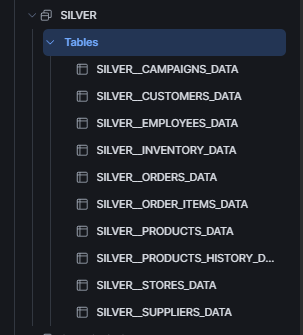 SILVER
Tables
SILVER__CAMPAIGNS_DATA
SILVER__CUSTOMERS_DATA
SILVER__EMPLOYEES_DATA
SILVER__INVENTORY_DATA
SILVER__ORDERS_DATA
SILVER__ORDER_ITEMS_DATA
SILVER__PRODUCTS_DATA
SILVER__PRODUCTS_HISTORY_D...
SILVER__STORES_DATA
SILVER__SUPPLIERS_DATA